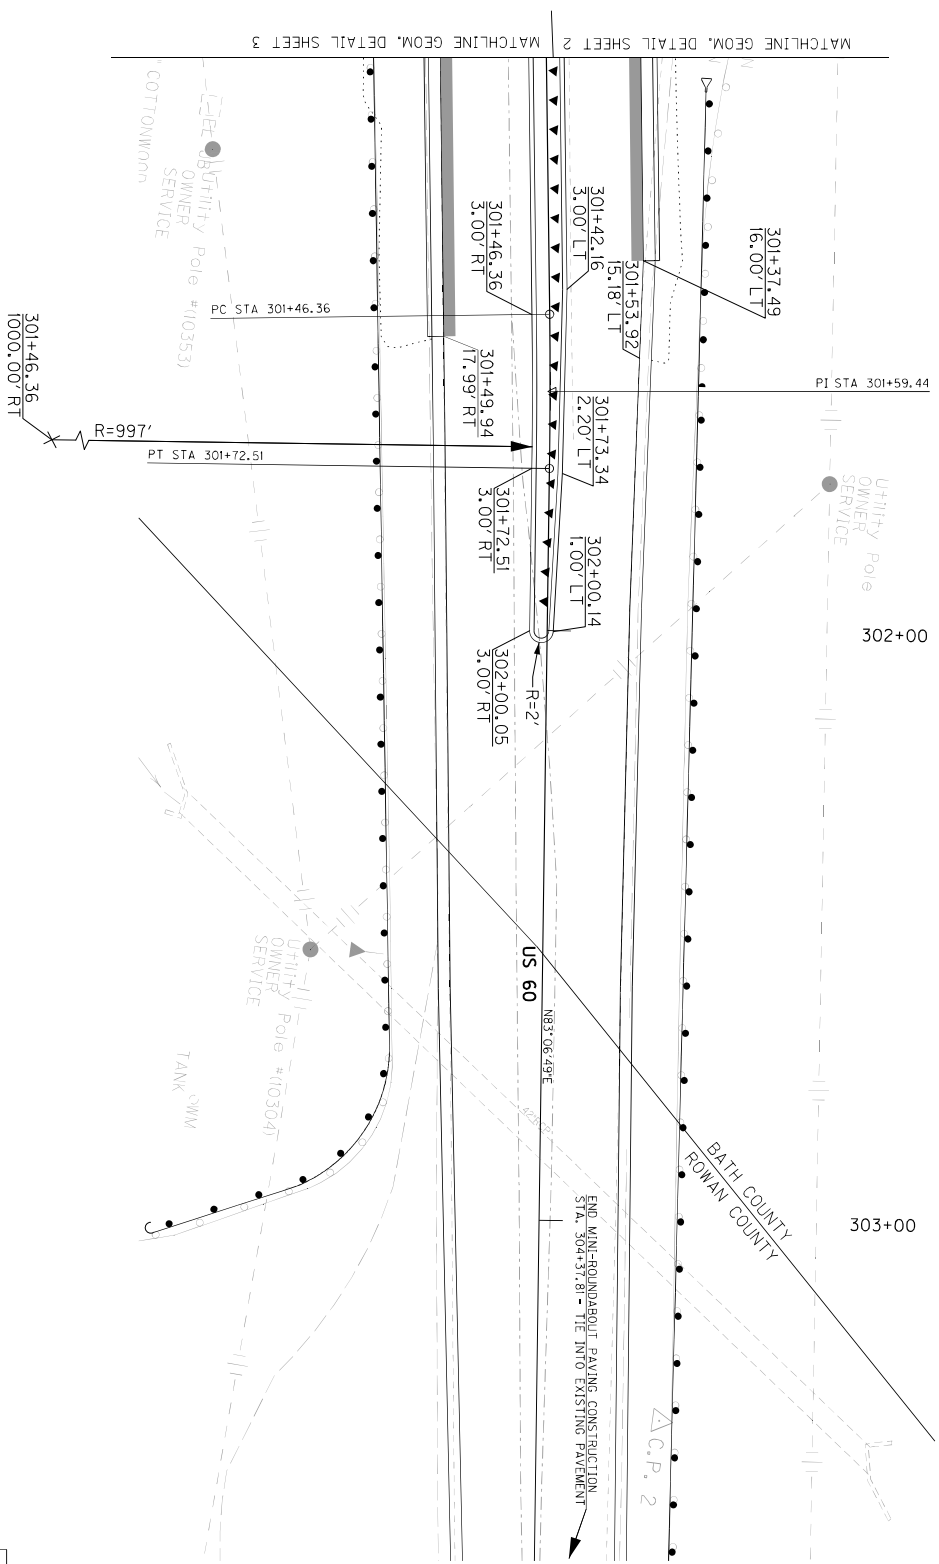 MATCHLINE GEOM. DETAIL SHEET 3
MATCHLINE GEOM. DETAIL SHEET 2
"COTTONWOOD
Utility Pole #(10353)
OWNER
SERVICE
301+46.36
3.00' RT
301+42.16
3.00' LT
301+53.92
15.18' LT
301+37.49
16.00' LT
PC STA 301+46.36
301+46.36
1000.00' RT
301+49.94
17.99' RT
PI STA 301+59.44
R=997'
PT STA 301+72.51
301+73.34
2.20' LT
301+72.51
3.00' RT
Utility Pole
OWNER
SERVICE
302+00.14
1.00' LT
302+00
302+00.05
3.00' RT
R=2'
US 60
N83°06'49"E
Utility Pole #(10304)
OWNER
SERVICE
TANK
BATH COUNTY
ROWAN COUNTY
303+00
END MINI-ROUNDABOUT PAVING CONSTRUCTION
STA. 304+37.81 - TIE INTO EXISTING PAVEMENT
C.P. 2